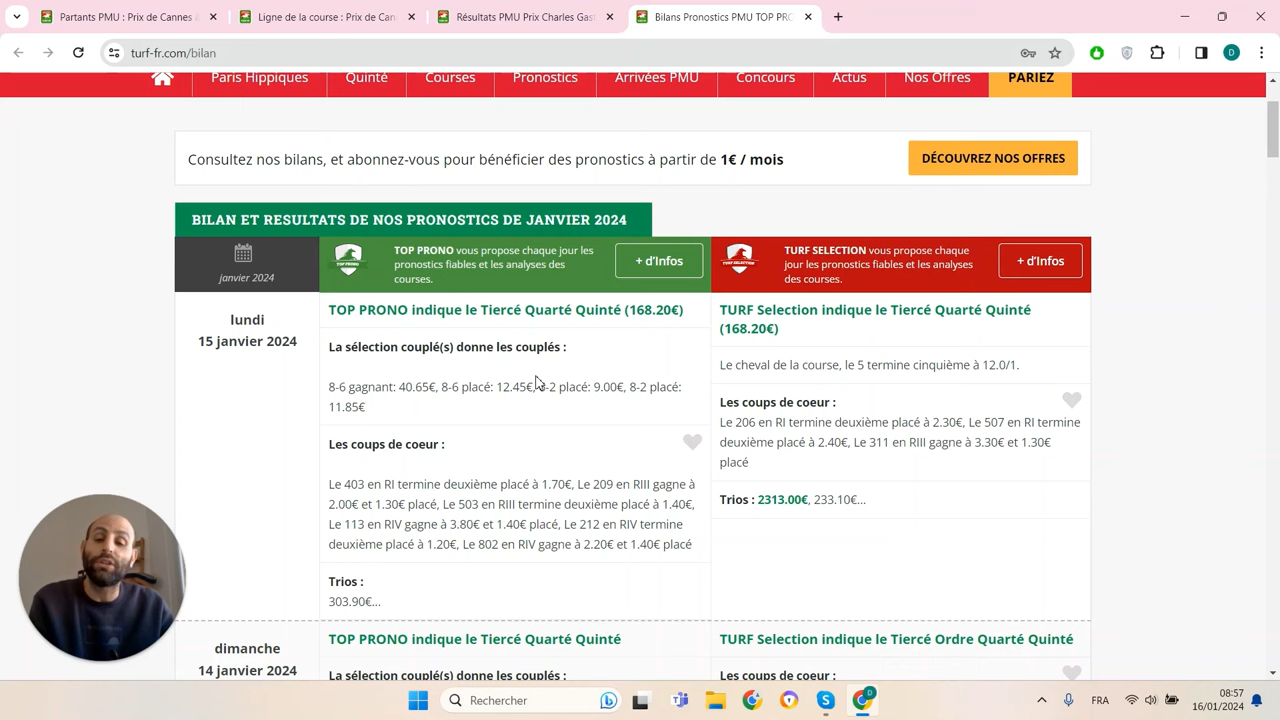 Partants PMU : Prix de Cannes à
Ligne de la course : Prix de Can
Résultats PMU Prix Charles Gast
Bilans Pronostics PMU TOP PRO
turf-fr.com/bilan
D
Paris Hippiques
Quinté
Courses
Pronostics
Arrivées PMU
Concours
Actus
Nos Offres
PARIEZ
Consultez nos bilans, et abonnez-vous pour bénéficier des pronostics à partir de 1€ / mois
DÉCOUVREZ NOS OFFRES
BILAN ET RESULTATS DE NOS PRONOSTICS DE JANVIER 2024
janvier 2024
TOP PRONO
TOP PRONO vous propose chaque jour les
pronostics fiables et les analyses des
courses.
+ d'Infos
TURF SELECTION
TURF SELECTION vous propose chaque
jour les pronostics fiables et les analyses
des courses.
+ d'Infos
lundi
15 janvier 2024
TOP PRONO indique le Tiercé Quarté Quinté (168.20€)
La sélection couplé(s) donne les couplés :
8-6 gagnant: 40.65€, 8-6 placé: 12.45€, -2 placé: 9.00€, 8-2 placé:
11.85€
Les coups de coeur :
Le 403 en RI termine deuxième placé à 1.70€, Le 209 en RIII gagne à
2.00€ et 1.30€ placé, Le 503 en RIII termine deuxième placé à 1.40€,
Le 113 en RIV gagne à 3.80€ et 1.40€ placé, Le 212 en RIV termine
deuxième placé à 1.20€, Le 802 en RIV gagne à 2.20€ et 1.40€ placé
Trios :
303.90€...
TURF Selection indique le Tiercé Quarté Quinté
(168.20€)
Le cheval de la course, le 5 termine cinquième à 12.0/1.
Les coups de coeur :
Le 206 en RI termine deuxième placé à 2.30€, Le 507 en RI termine
deuxième placé à 2.40€, Le 311 en RIII gagne à 3.30€ et 1.30€
placé
Trios : 2313.00€, 233.10€...
dimanche
14 janvier 2024
TOP PRONO indique le Tiercé Quarté Quinté
La sélection couplé(s) donne les couplés :
TURF Selection indique le Tiercé Ordre Quarté Quinté
Les coups de coeur :
Rechercher
FRA
08:57
16/01/2024